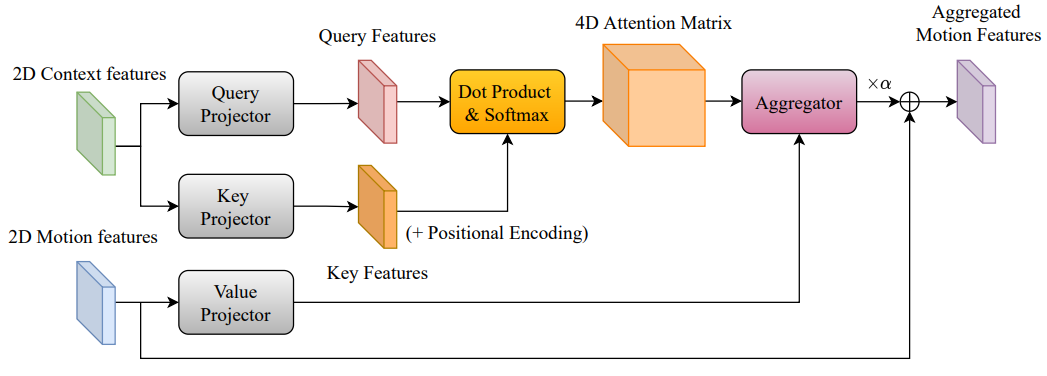 Aggregated
Motion Features
4D Attention Matrix
Query Features
2D Context features
Query
Projector
Dot Product
& Softmax
Aggregator
×α
Key
Projector
(+ Positional Encoding)
2D Motion features
Key Features
Value
Projector